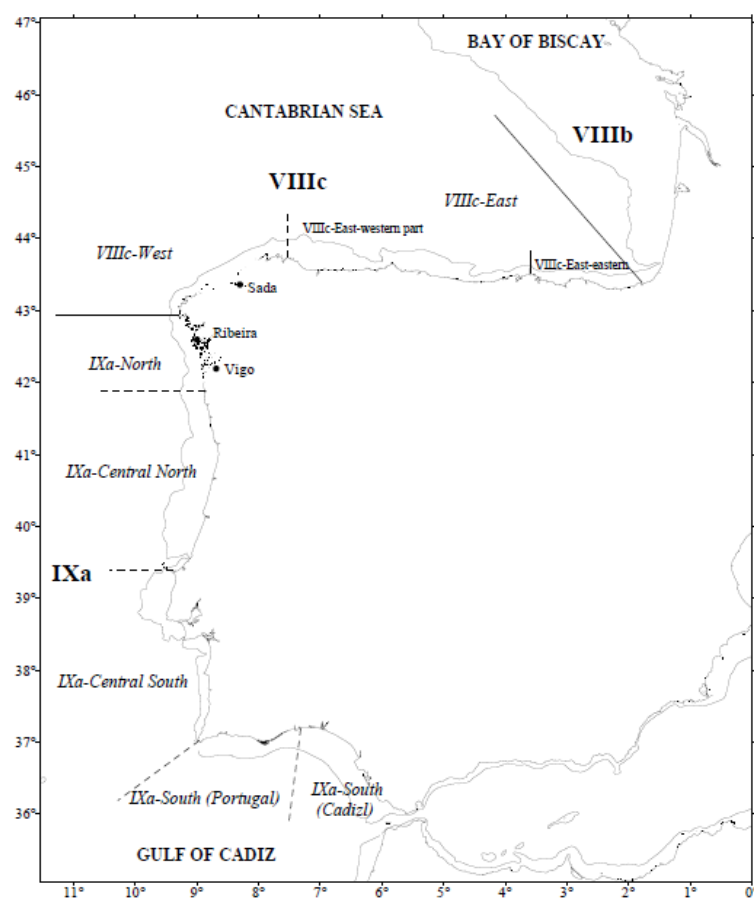 47°
BAY OF BISCAY
46°
CANTABRIAN SEA
VIIIb
45°
VIIIc
VIIIc-East
44°
VIIIc-East-western part
VIIIc-West
VIIIc-East-eastern
Sada
43°
Ribeira
IXa-North
Vigo
42°
41°
IXa-Central North
40°
IXa
39°
38°
IXa-Central South
37°
IXa-South (Portugal)
IXa-South
(Cadizl)
36°
GULF OF CADIZ
11° 10° 9° 8° 7° 6° 5° 4° 3° 2° 1° 0°